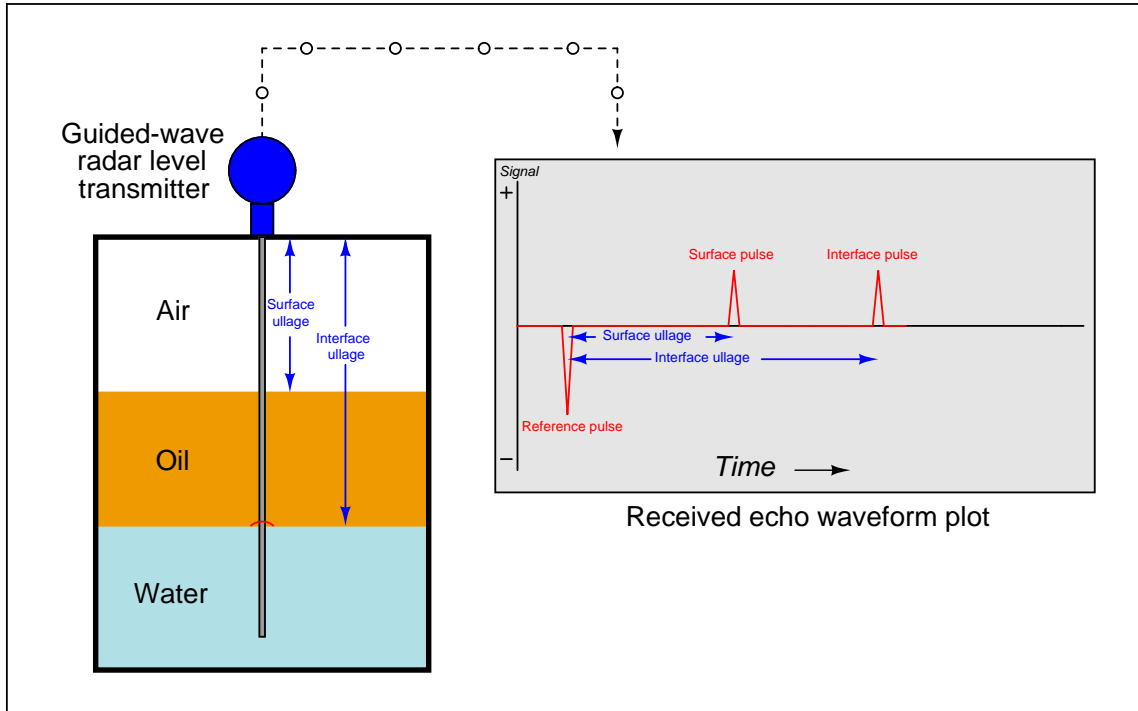 Guided-wave
radar level
transmitter
Air
Surface
ullage
Interface
ullage
Oil
Water
Signal
+
Surface pulse
Interface pulse
Surface ullage
Interface ullage
Reference pulse
−
Time
Received echo waveform plot